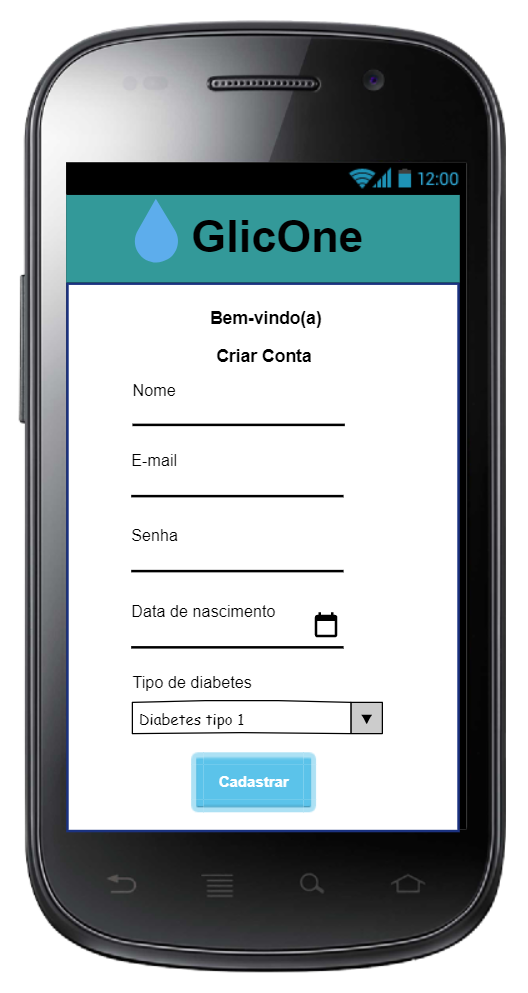 12:00
GlicOne
Bem-vindo(a)
Criar Conta
Nome
E-mail
Senha
Data de nascimento
Tipo de diabetes
Diabetes tipo 1
Cadastrar